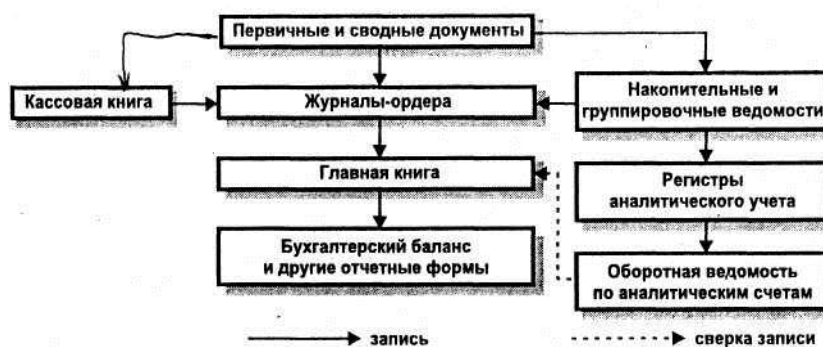 Первичные и сводные документы
Кассовая книга
Журналы-ордера
Накопительные и
группировочные ведомости
Главная книга
Регистры
аналитического учета
Бухгалтерский баланс
и другие отчетные формы
Оборотная ведомость
по аналитическим счетам
запись
сверка записи